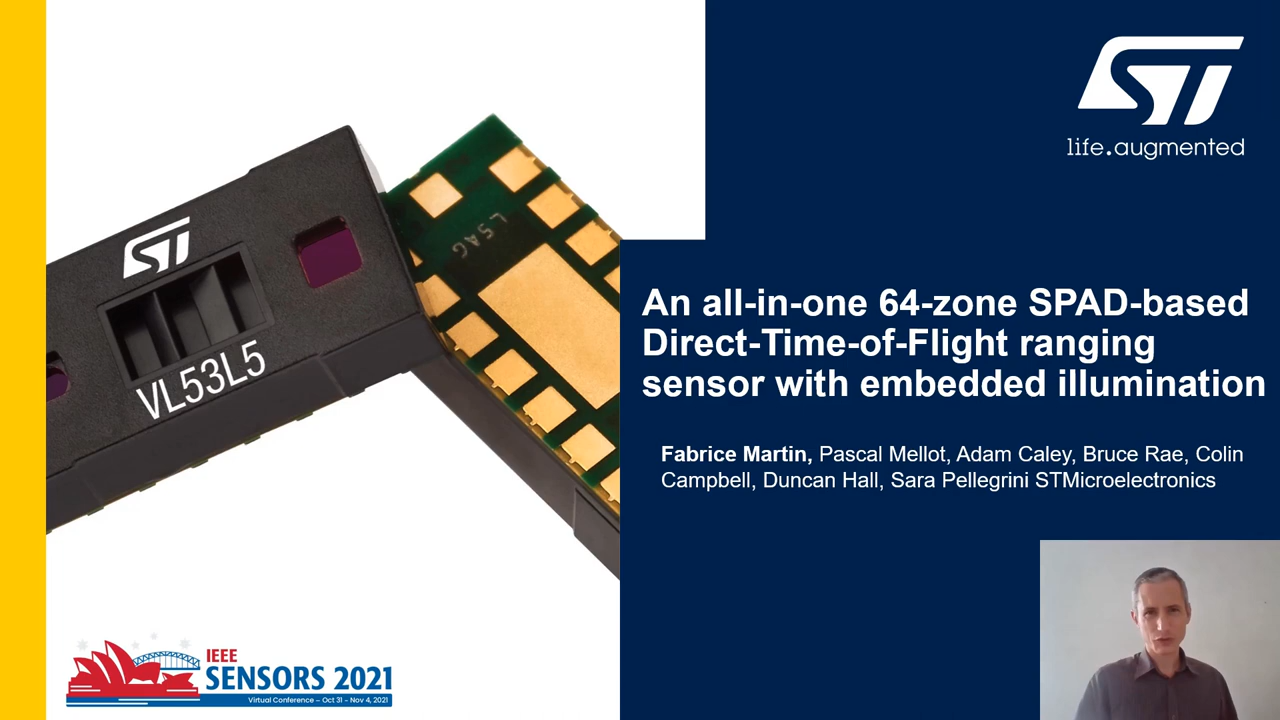 ST
life.augmented
ST
VL53L5
L5AG
An all-in-one 64-zone SPAD-based
Direct-Time-of-Flight ranging
sensor with embedded illumination
Fabrice Martin, Pascal Mellot, Adam Caley, Bruce Rae, Colin
Campbell, Duncan Hall, Sara Pellegrini STMicroelectronics
IEEE
SENSORS 2021
Virtual Conference – Oct 31 - Nov 4, 2021